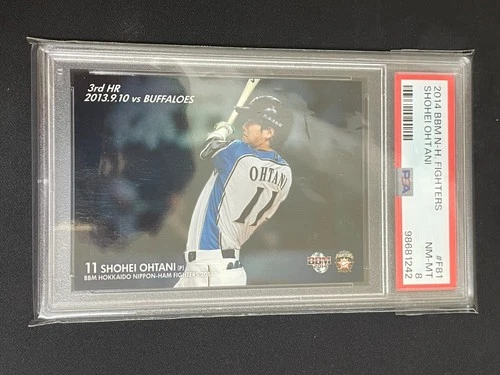 3rd HR
2013.9.10 vs BUFFALOES
OHTANI
11
11 SHOHEI OHTANI [P]
BBM HOKKAIDO NIPPON-HAM FIGHTERS
BBM
2014 BBM N-H. FIGHTERS
SHOHEI OHTANI
PSA
#F81
NM-MT
8
98681242